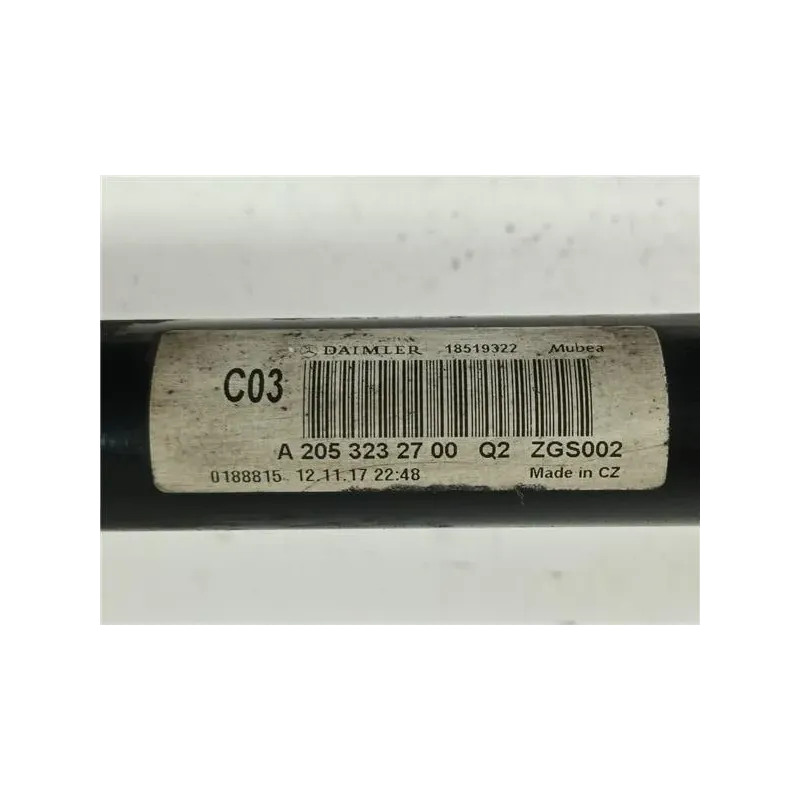 DAIMLER 18519322 Mubea
C03
A 205 323 27 00 Q2 ZGS002
0188815 12.11.17 22:48 Made in CZ